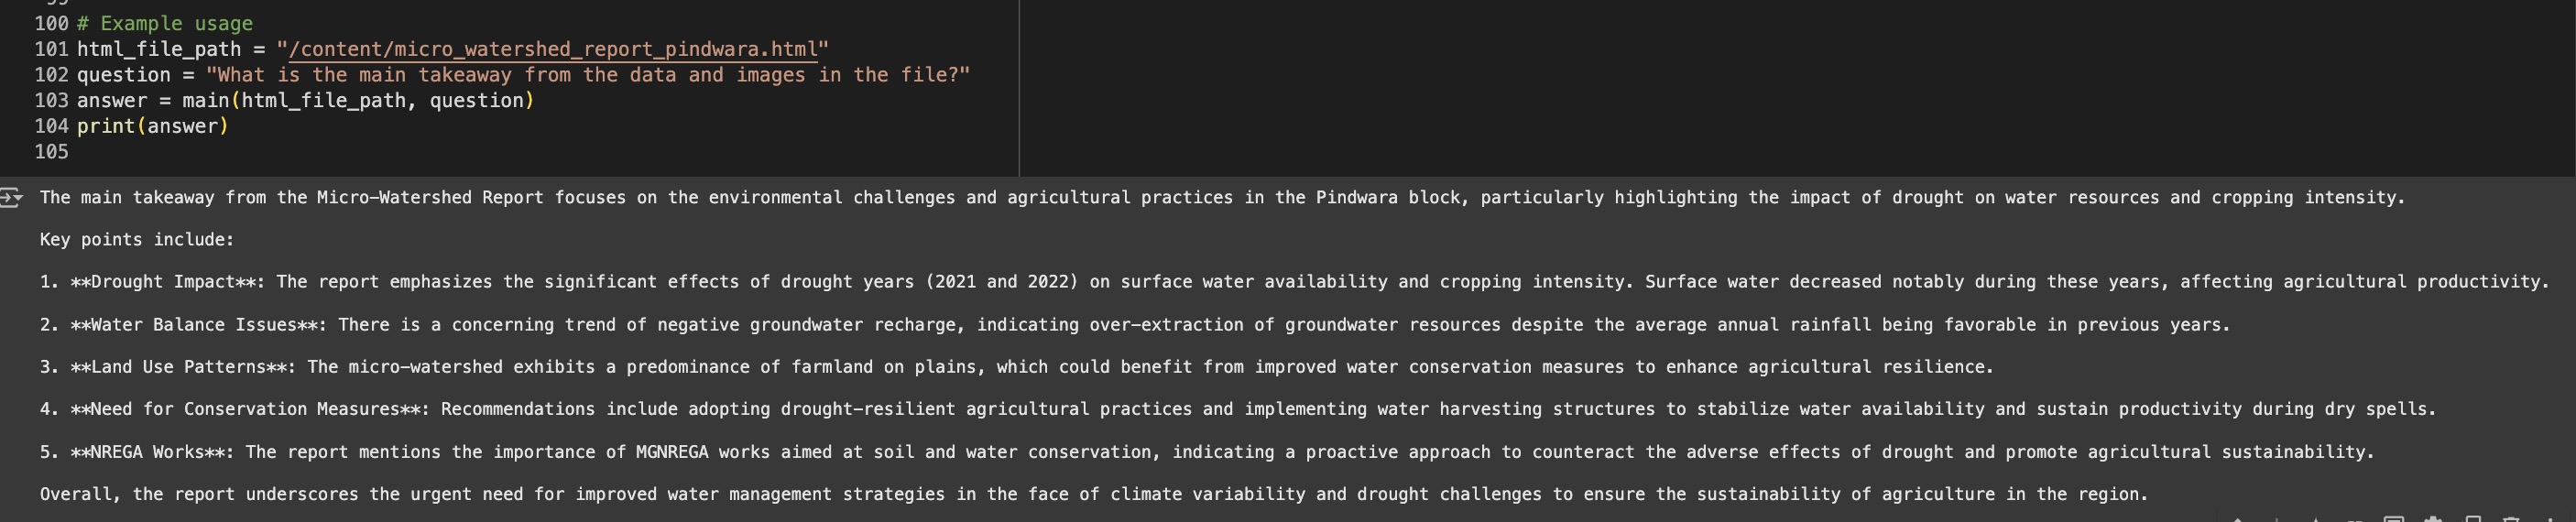 100 # Example usage
101 html_file_path = "/content/micro_watershed_report_pindwara.html"
102 question = "What is the main takeaway from the data and images in the file?"
103 answer = main(html_file_path, question)
104 print(answer)
105
The main takeaway from the Micro-Watershed Report focuses on the environmental challenges and agricultural practices in the Pindwara block, particularly highlighting the impact of drought on water resources and cropping intensity.
Key points include:
1. **Drought Impact**: The report emphasizes the significant effects of drought years (2021 and 2022) on surface water availability and cropping intensity. Surface water decreased notably during these years, affecting agricultural productivity.
2. **Water Balance Issues**: There is a concerning trend of negative groundwater recharge, indicating over-extraction of groundwater resources despite the average annual rainfall being favorable in previous years.
3. **Land Use Patterns**: The micro-watershed exhibits a predominance of farmland on plains, which could benefit from improved water conservation measures to enhance agricultural resilience.
4. **Need for Conservation Measures**: Recommendations include adopting drought-resilient agricultural practices and implementing water harvesting structures to stabilize water availability and sustain productivity during dry spells.
5. **NREGA Works**: The report mentions the importance of MGNREGA works aimed at soil and water conservation, indicating a proactive approach to counteract the adverse effects of drought and promote agricultural sustainability.
Overall, the report underscores the urgent need for improved water management strategies in the face of climate variability and drought challenges to ensure the sustainability of agriculture in the region.